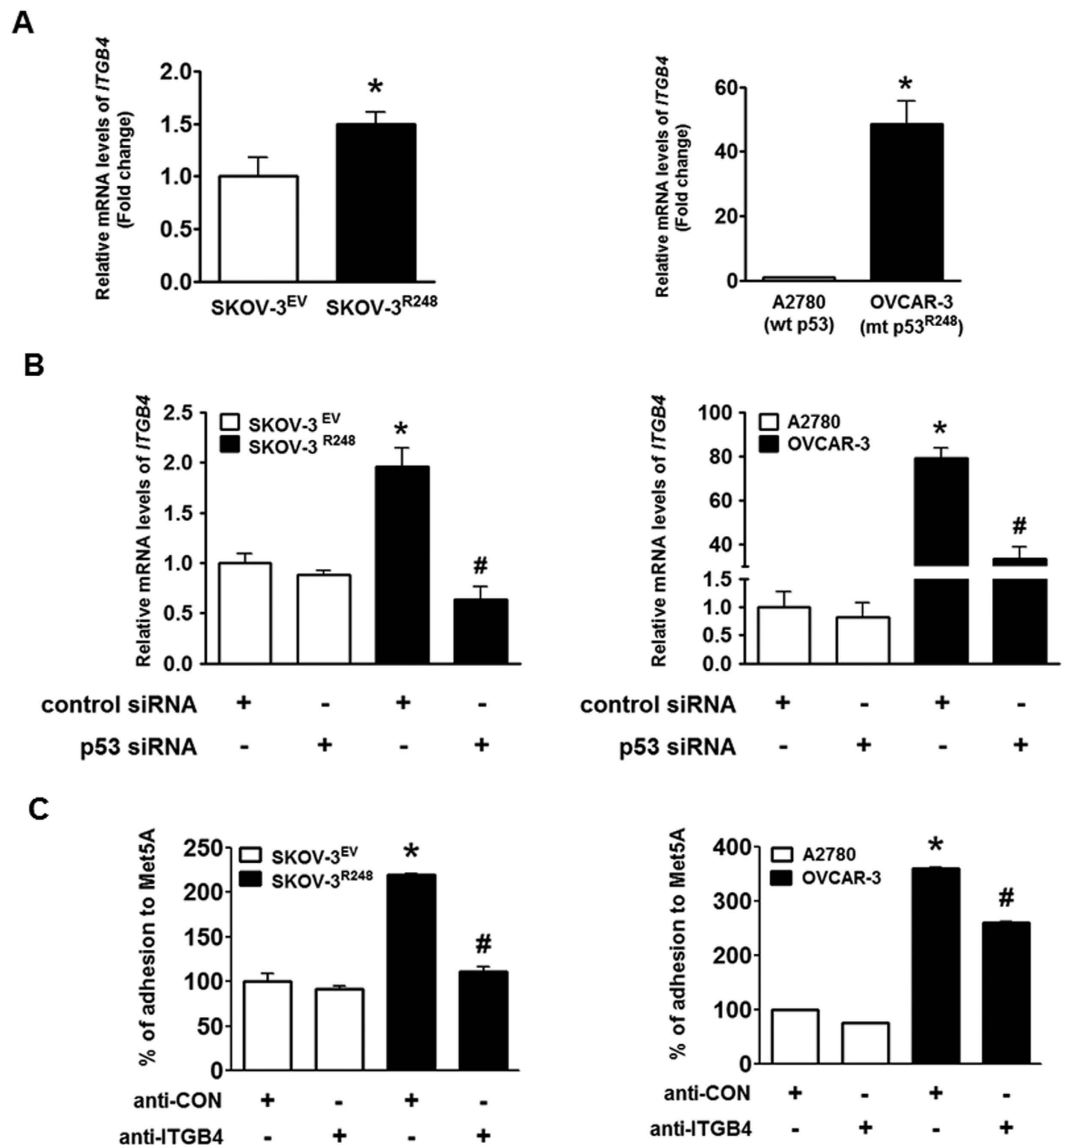 A
Relative mRNA levels of ITGB4
(Fold change)
2.0
1.5
1.0
0.5
0.0
*
SKOV-3EV
SKOV-3R248
Relative mRNA levels of ITGB4
(Fold change)
60
40
20
0
*
A2780
(wt p53)
OVCAR-3
(mt p53R248)
B
Relative mRNA levels of ITGB4
2.5
2.0
1.5
1.0
0.5
0.0
SKOV-3 EV
SKOV-3 R248
*
#
control siRNA + - + -
p53 siRNA - + - +
Relative mRNA levels of ITGB4
100
80
60
40
1.5
1.0
0.5
0.0
A2780
OVCAR-3
*
#
control siRNA + - + -
p53 siRNA - + - +
C
% of adhesion to Met5A
250
200
150
100
50
0
SKOV-3EV
SKOV-3R248
*
#
anti-CON + - + -
anti-ITGB4 - + - +
% of adhesion to Met5A
400
300
200
100
0
A2780
OVCAR-3
*
#
anti-CON + - + -
anti-ITGB4 - + - +